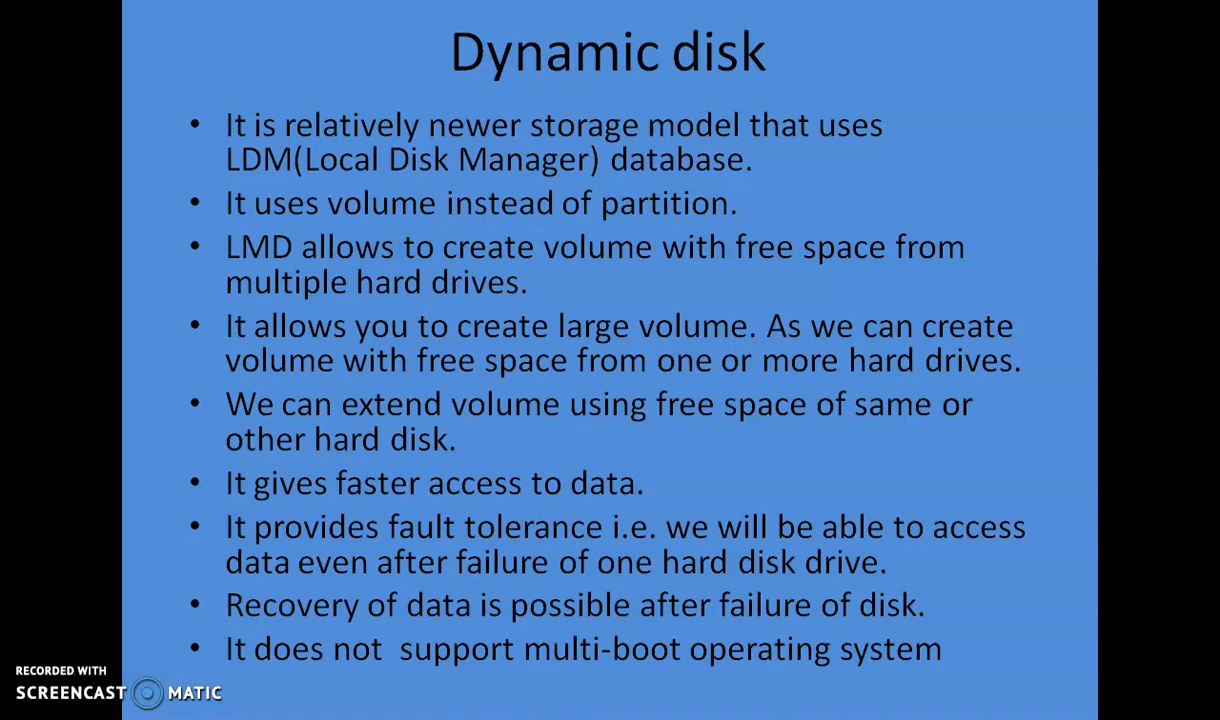 Dynamic disk
• It is relatively newer storage model that uses
LDM(Local Disk Manager) database.
• It uses volume instead of partition.
• LMD allows to create volume with free space from
multiple hard drives.
• It allows you to create large volume. As we can create
volume with free space from one or more hard drives.
• We can extend volume using free space of same or
other hard disk.
• It gives faster access to data.
• It provides fault tolerance i.e. we will be able to access
data even after failure of one hard disk drive.
• Recovery of data is possible after failure of disk.
• It does not  support multi-boot operating system
RECORDED WITH
SCREENCAST MATIC